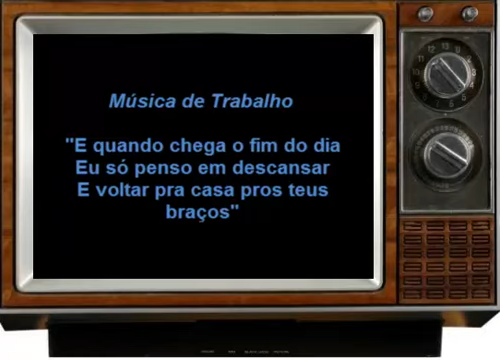 Música de Trabalho
"E quando chega o fim do dia
Eu só penso em descansar
E voltar pra casa pros teus
braços"